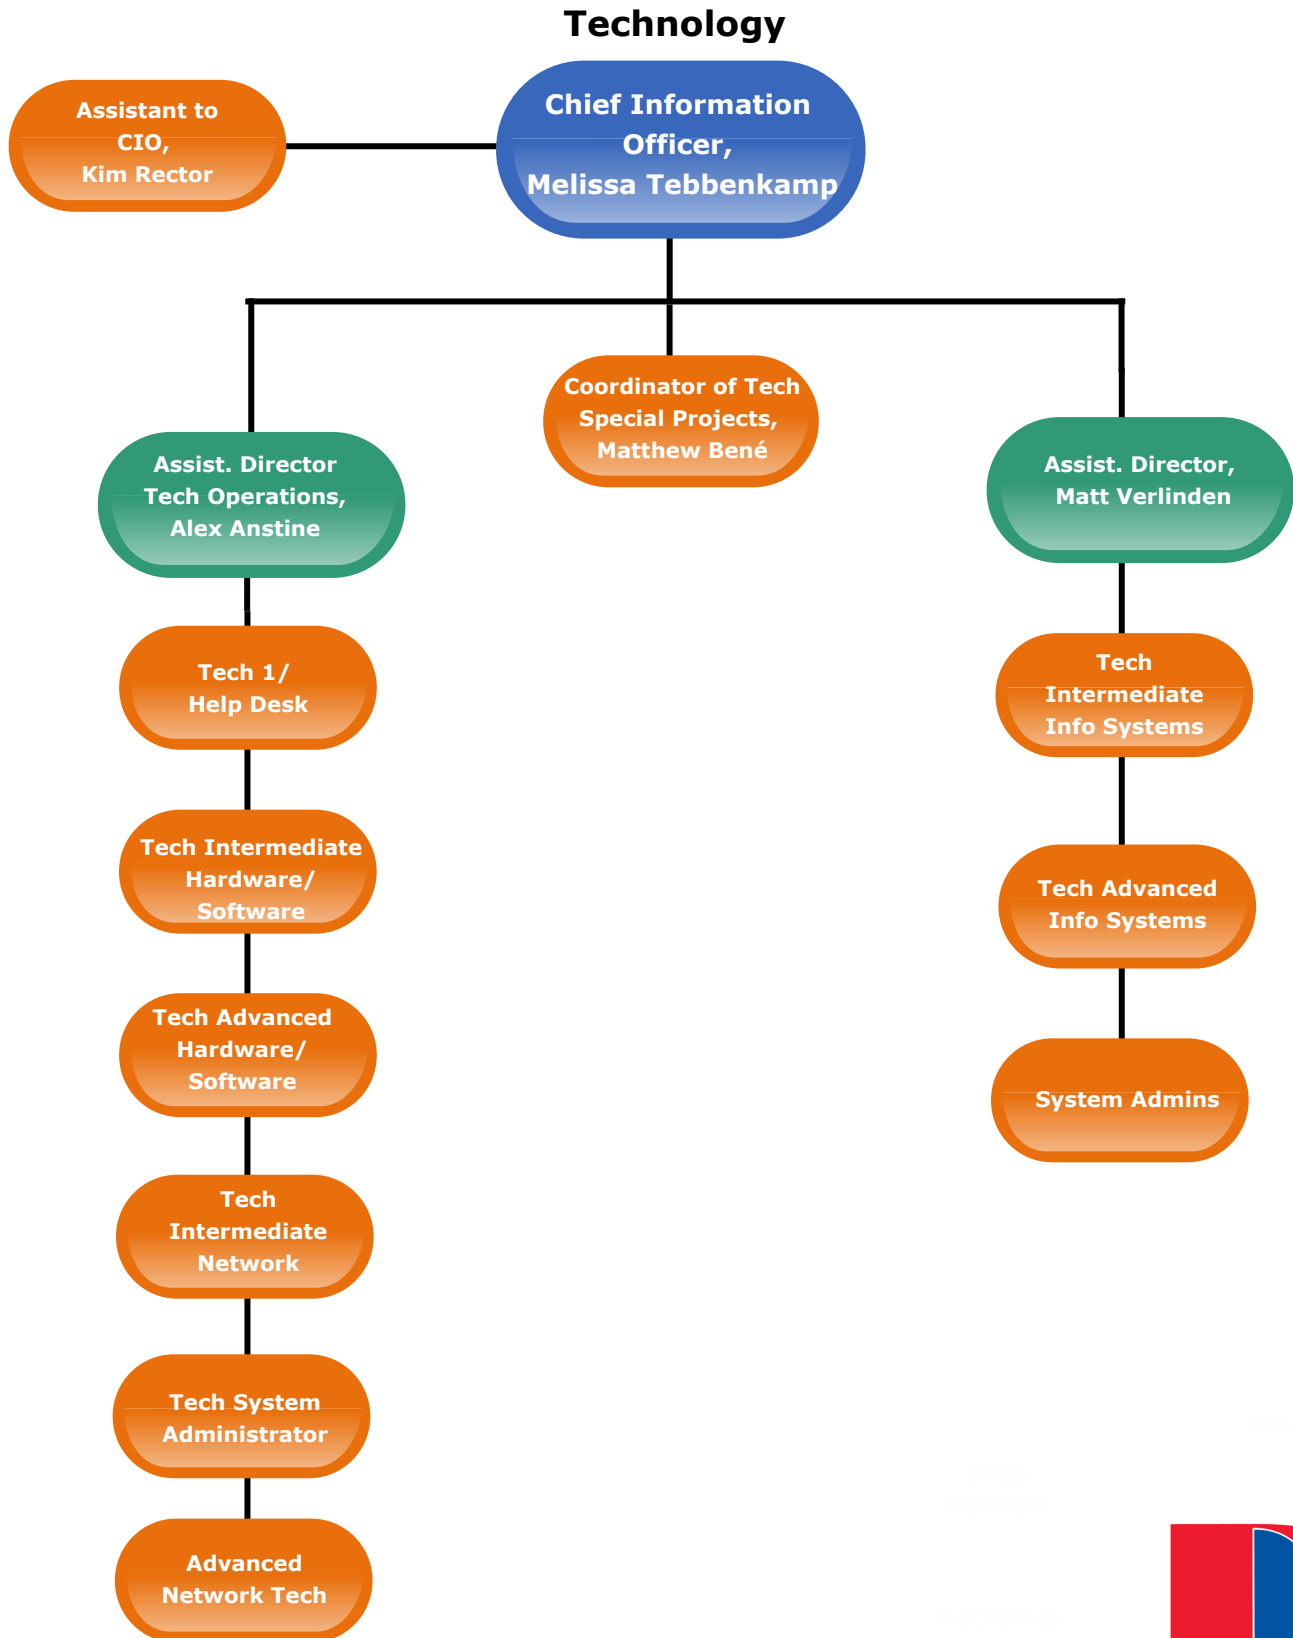 Technology
Assistant to
CIO,
Kim Rector
Chief Information
Officer,
Melissa Tebbenkamp
Coordinator of Tech
Special Projects,
Matthew Bené
Assist. Director
Tech Operations,
Alex Anstine
Assist. Director,
Matt Verlinden
Tech 1/
Help Desk
Tech Intermediate
Hardware/
Software
Tech Advanced
Hardware/
Software
Tech
Intermediate
Network
Tech System
Administrator
Advanced
Network Tech
Tech
Intermediate
Info Systems
Tech Advanced
Info Systems
System Admins